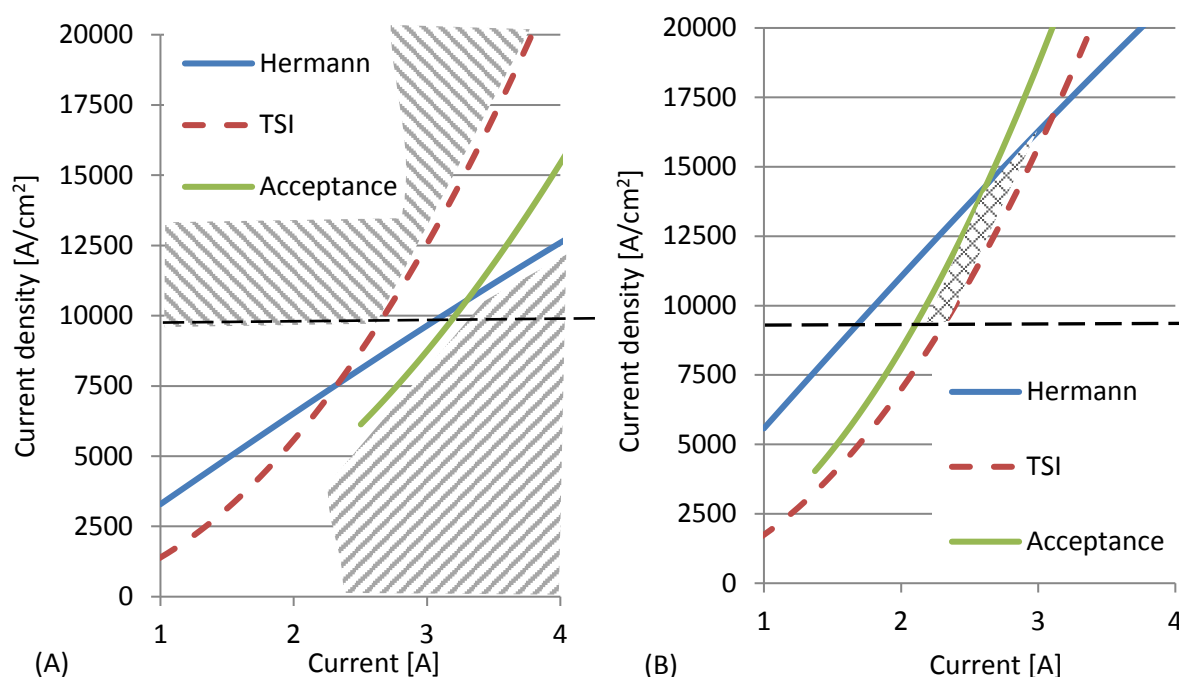 20000
17500
15000
12500
10000
7500
5000
2500
0
Current density [A/cm²]
Hermann
TSI
Acceptance
1 2 3 4
(A)
Current [A]
20000
17500
15000
12500
10000
7500
5000
2500
0
Current density [A/cm²]
Hermann
TSI
Acceptance
1 2 3 4
(B)
Current [A]